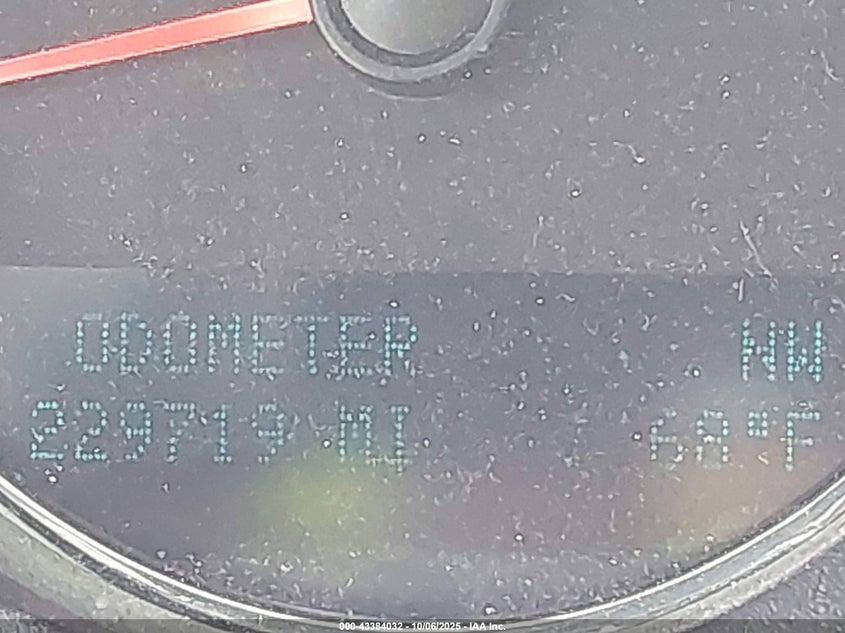 ODOMETER NW
229719 MI 68°F
000-43384032 - 10/06/2025 - IAA Inc.